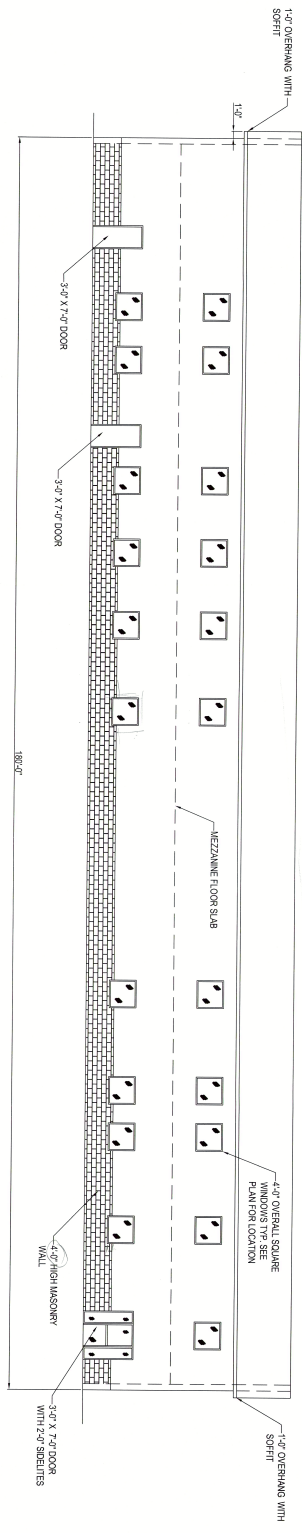 1'-0" OVERHANG WITH
SOFFIT
1'-0"
3'-0" X 7'-0" DOOR
3'-0" X 7'-0" DOOR
180'-0"
MEZZANINE FLOOR SLAB
4'-0" OVERALL SQUARE
WINDOWS TYP. SEE
PLAN FOR LOCATION
4'-0" HIGH MASONRY
WALL
3'-0" X 7'-0" DOOR
WITH 2'-0" SIDELITES
1'-0" OVERHANG WITH
SOFFIT